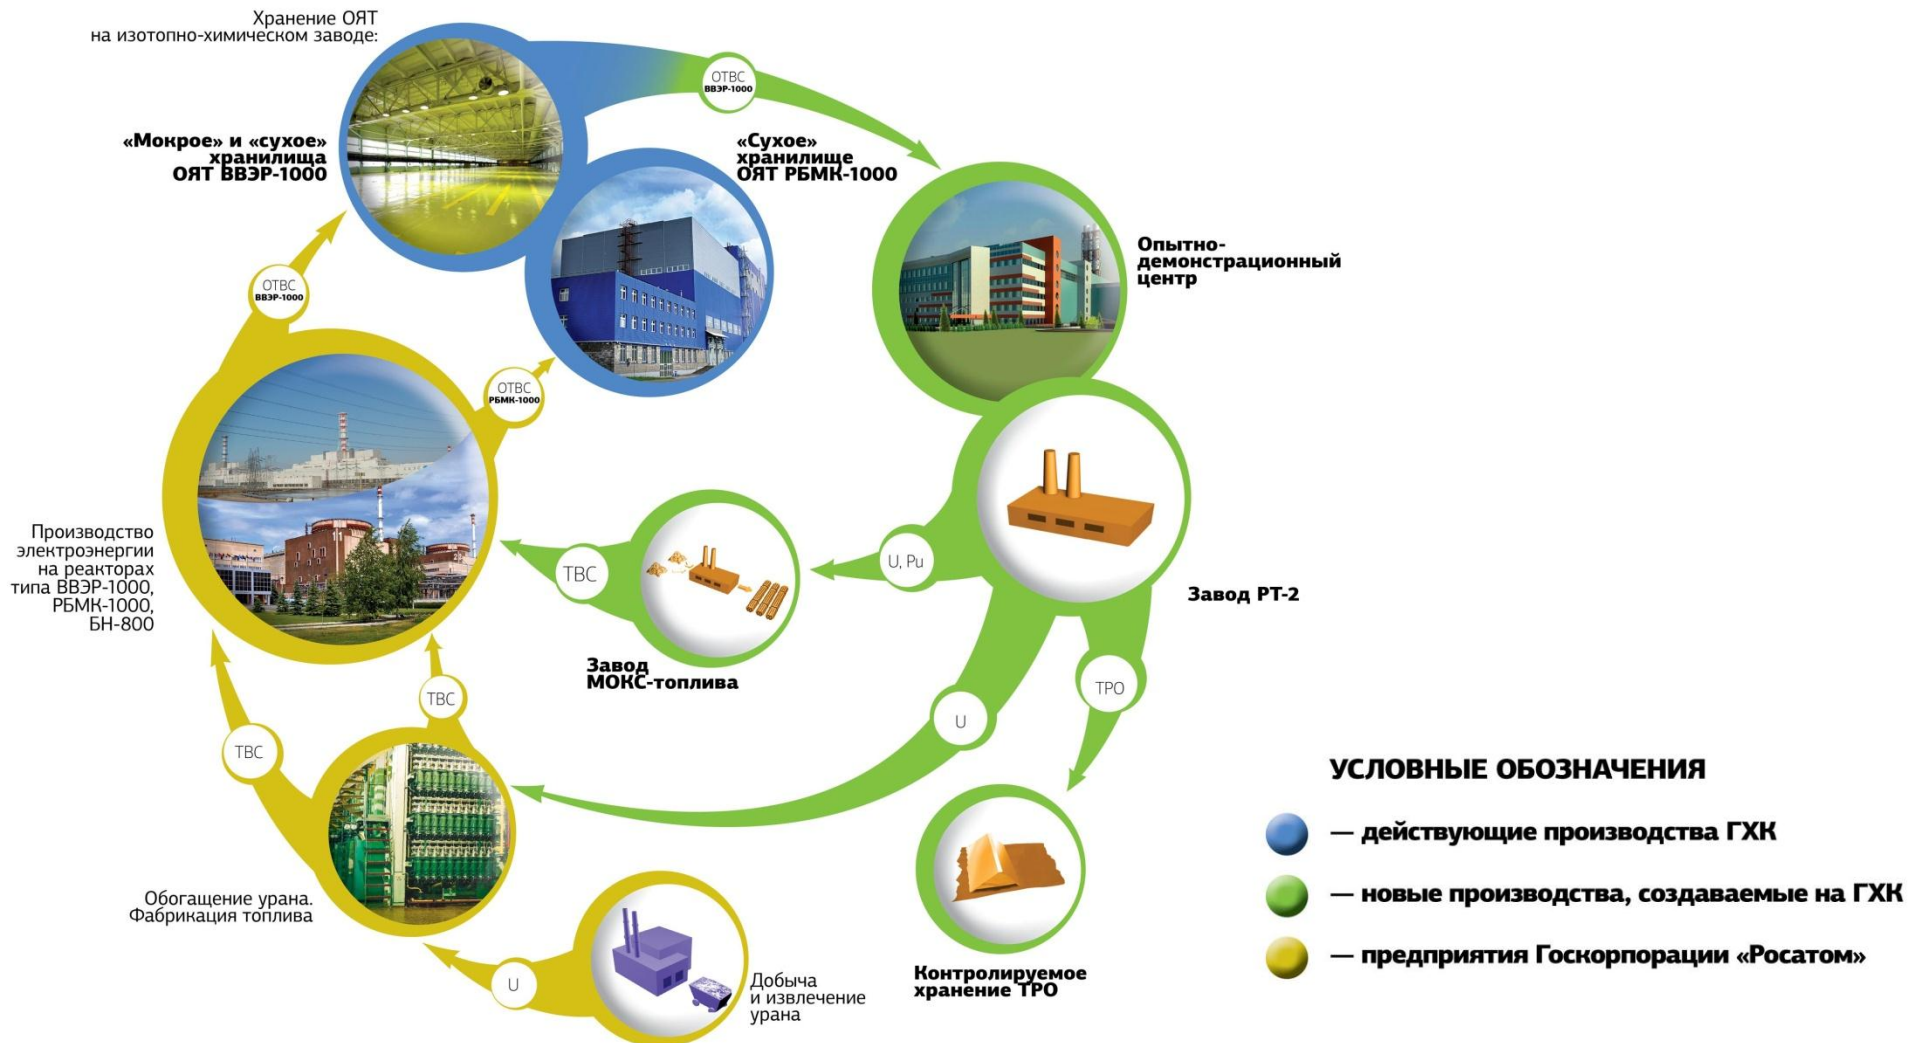 Хранение ОЯТ
на изотопно-химическом заводе:
ОТВС
ВВЭР-1000
«Мокрое» и «сухое»
хранилища
ОЯТ ВВЭР-1000
«Сухое»
хранилище
ОЯТ РБМК-1000
Опытно-
демонстрационный
центр
ОТВС
ВВЭР-1000
ОТВС
РБМК-1000
Производство
электроэнергии
на реакторах
типа ВВЭР-1000,
РБМК-1000,
БН-800
ТВС
U, Pu
Завод РТ-2
Завод
МОКС-топлива
ТВС
ТВС
U
ТРО
Обогащение урана.
Фабрикация топлива
U
Добыча
и извлечение
урана
Контролируемое
хранение ТРО
УСЛОВНЫЕ ОБОЗНАЧЕНИЯ
— действующие производства ГХК
— новые производства, создаваемые на ГХК
— предприятия Госкорпорации «Росатом»